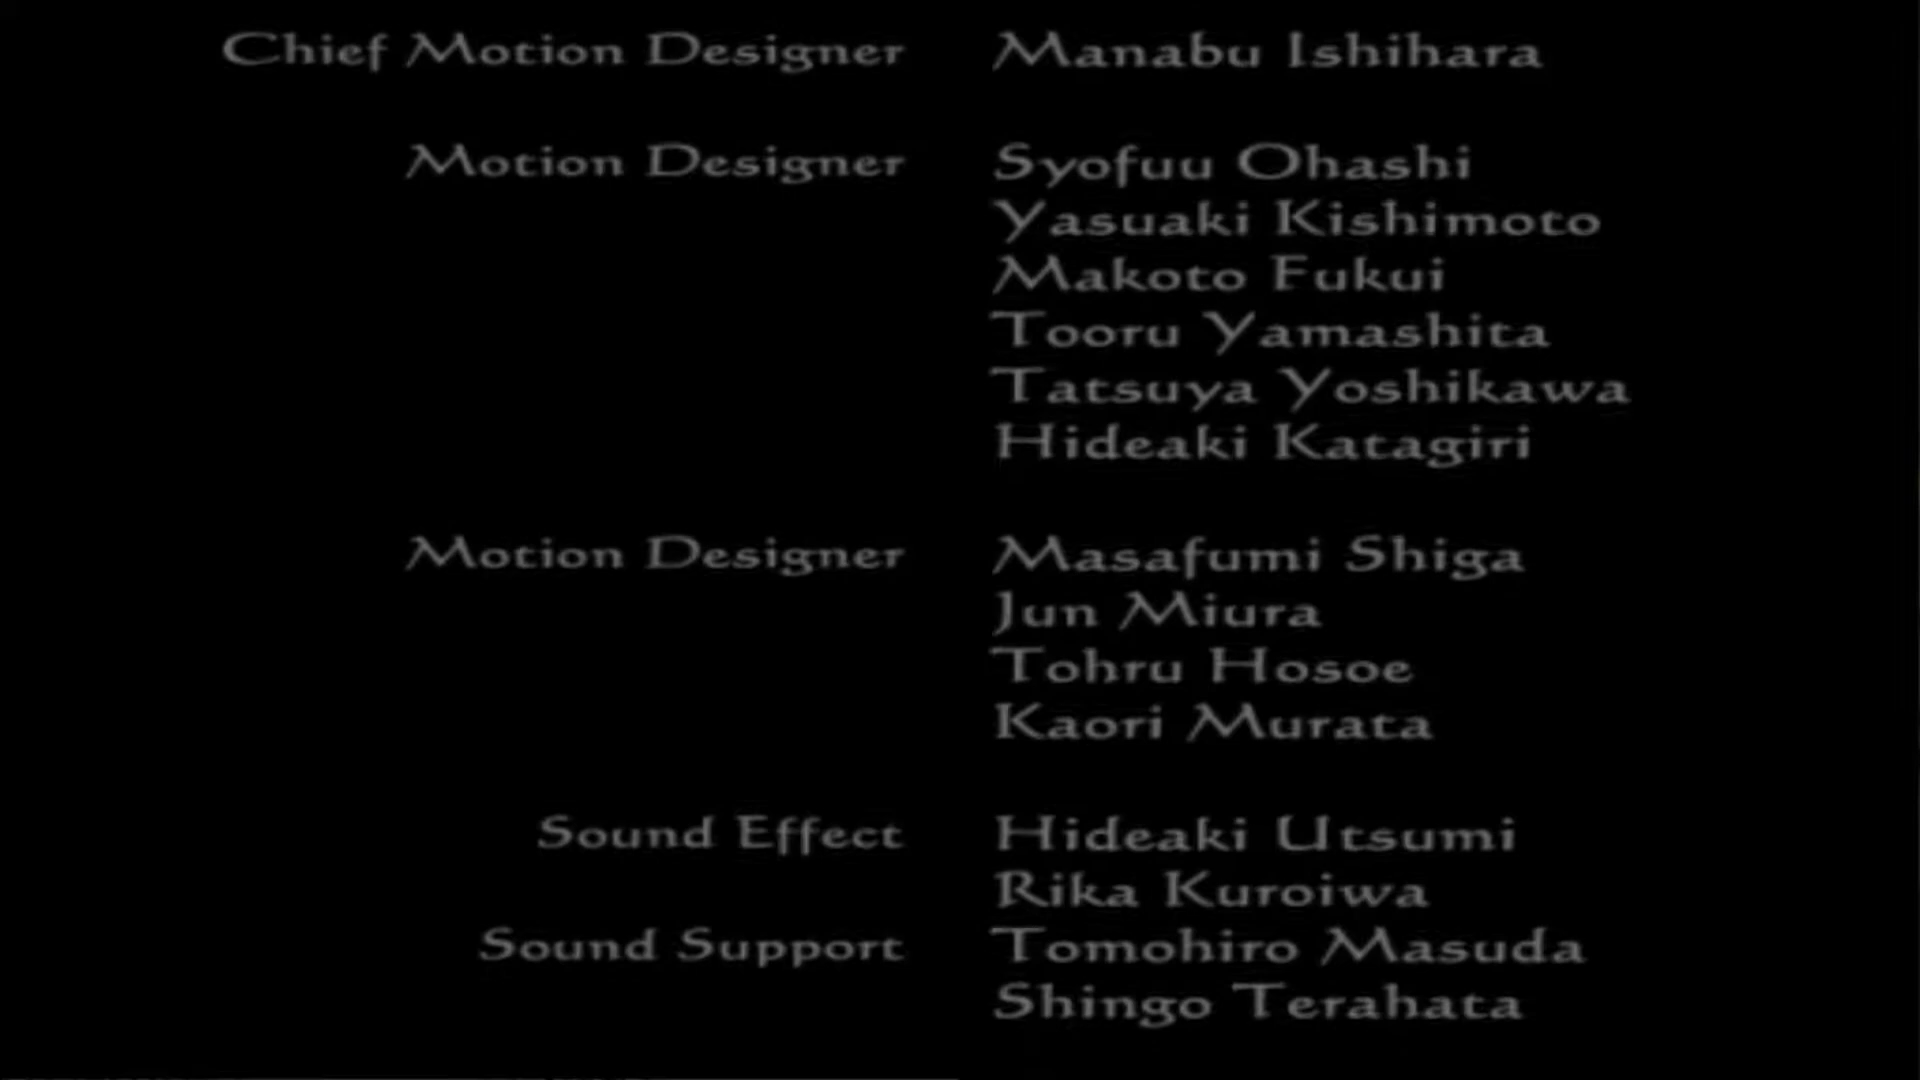 Chief Motion Designer Manabu Ishihara
Motion Designer Syofuu Ohashi
Yasuaki Kishimoto
Makoto Fukui
Tooru Yamashita
Tatsuya Yoshikawa
Hideaki Katagiri
Motion Designer Masafumi Shiga
Jun Miura
Tohru Hosoe
Kaori Murata
Sound Effect Hideaki Utsumi
Rika Kuroiwa
Sound Support Tomohiro Masuda
Shingo Terahata